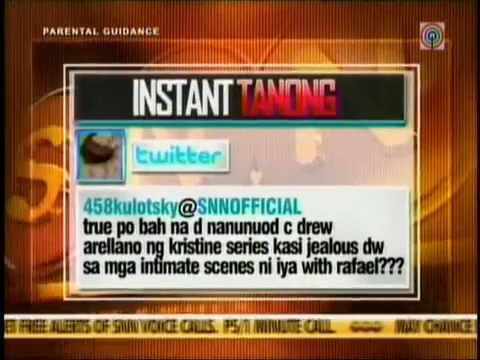 PARENTAL GUIDANCE
INSTANT TANONG
twitter
458kulotsky@SNNOFFICIAL
true po bah na d nanunuod c drew
arellano ng kristine series kasi jealous dw
sa mga intimate scenes ni iya with rafael???
ET FREE ALERTS OF SNN VOICE CALLS. P5/1 MINUTE CALL. MAY CHANCE